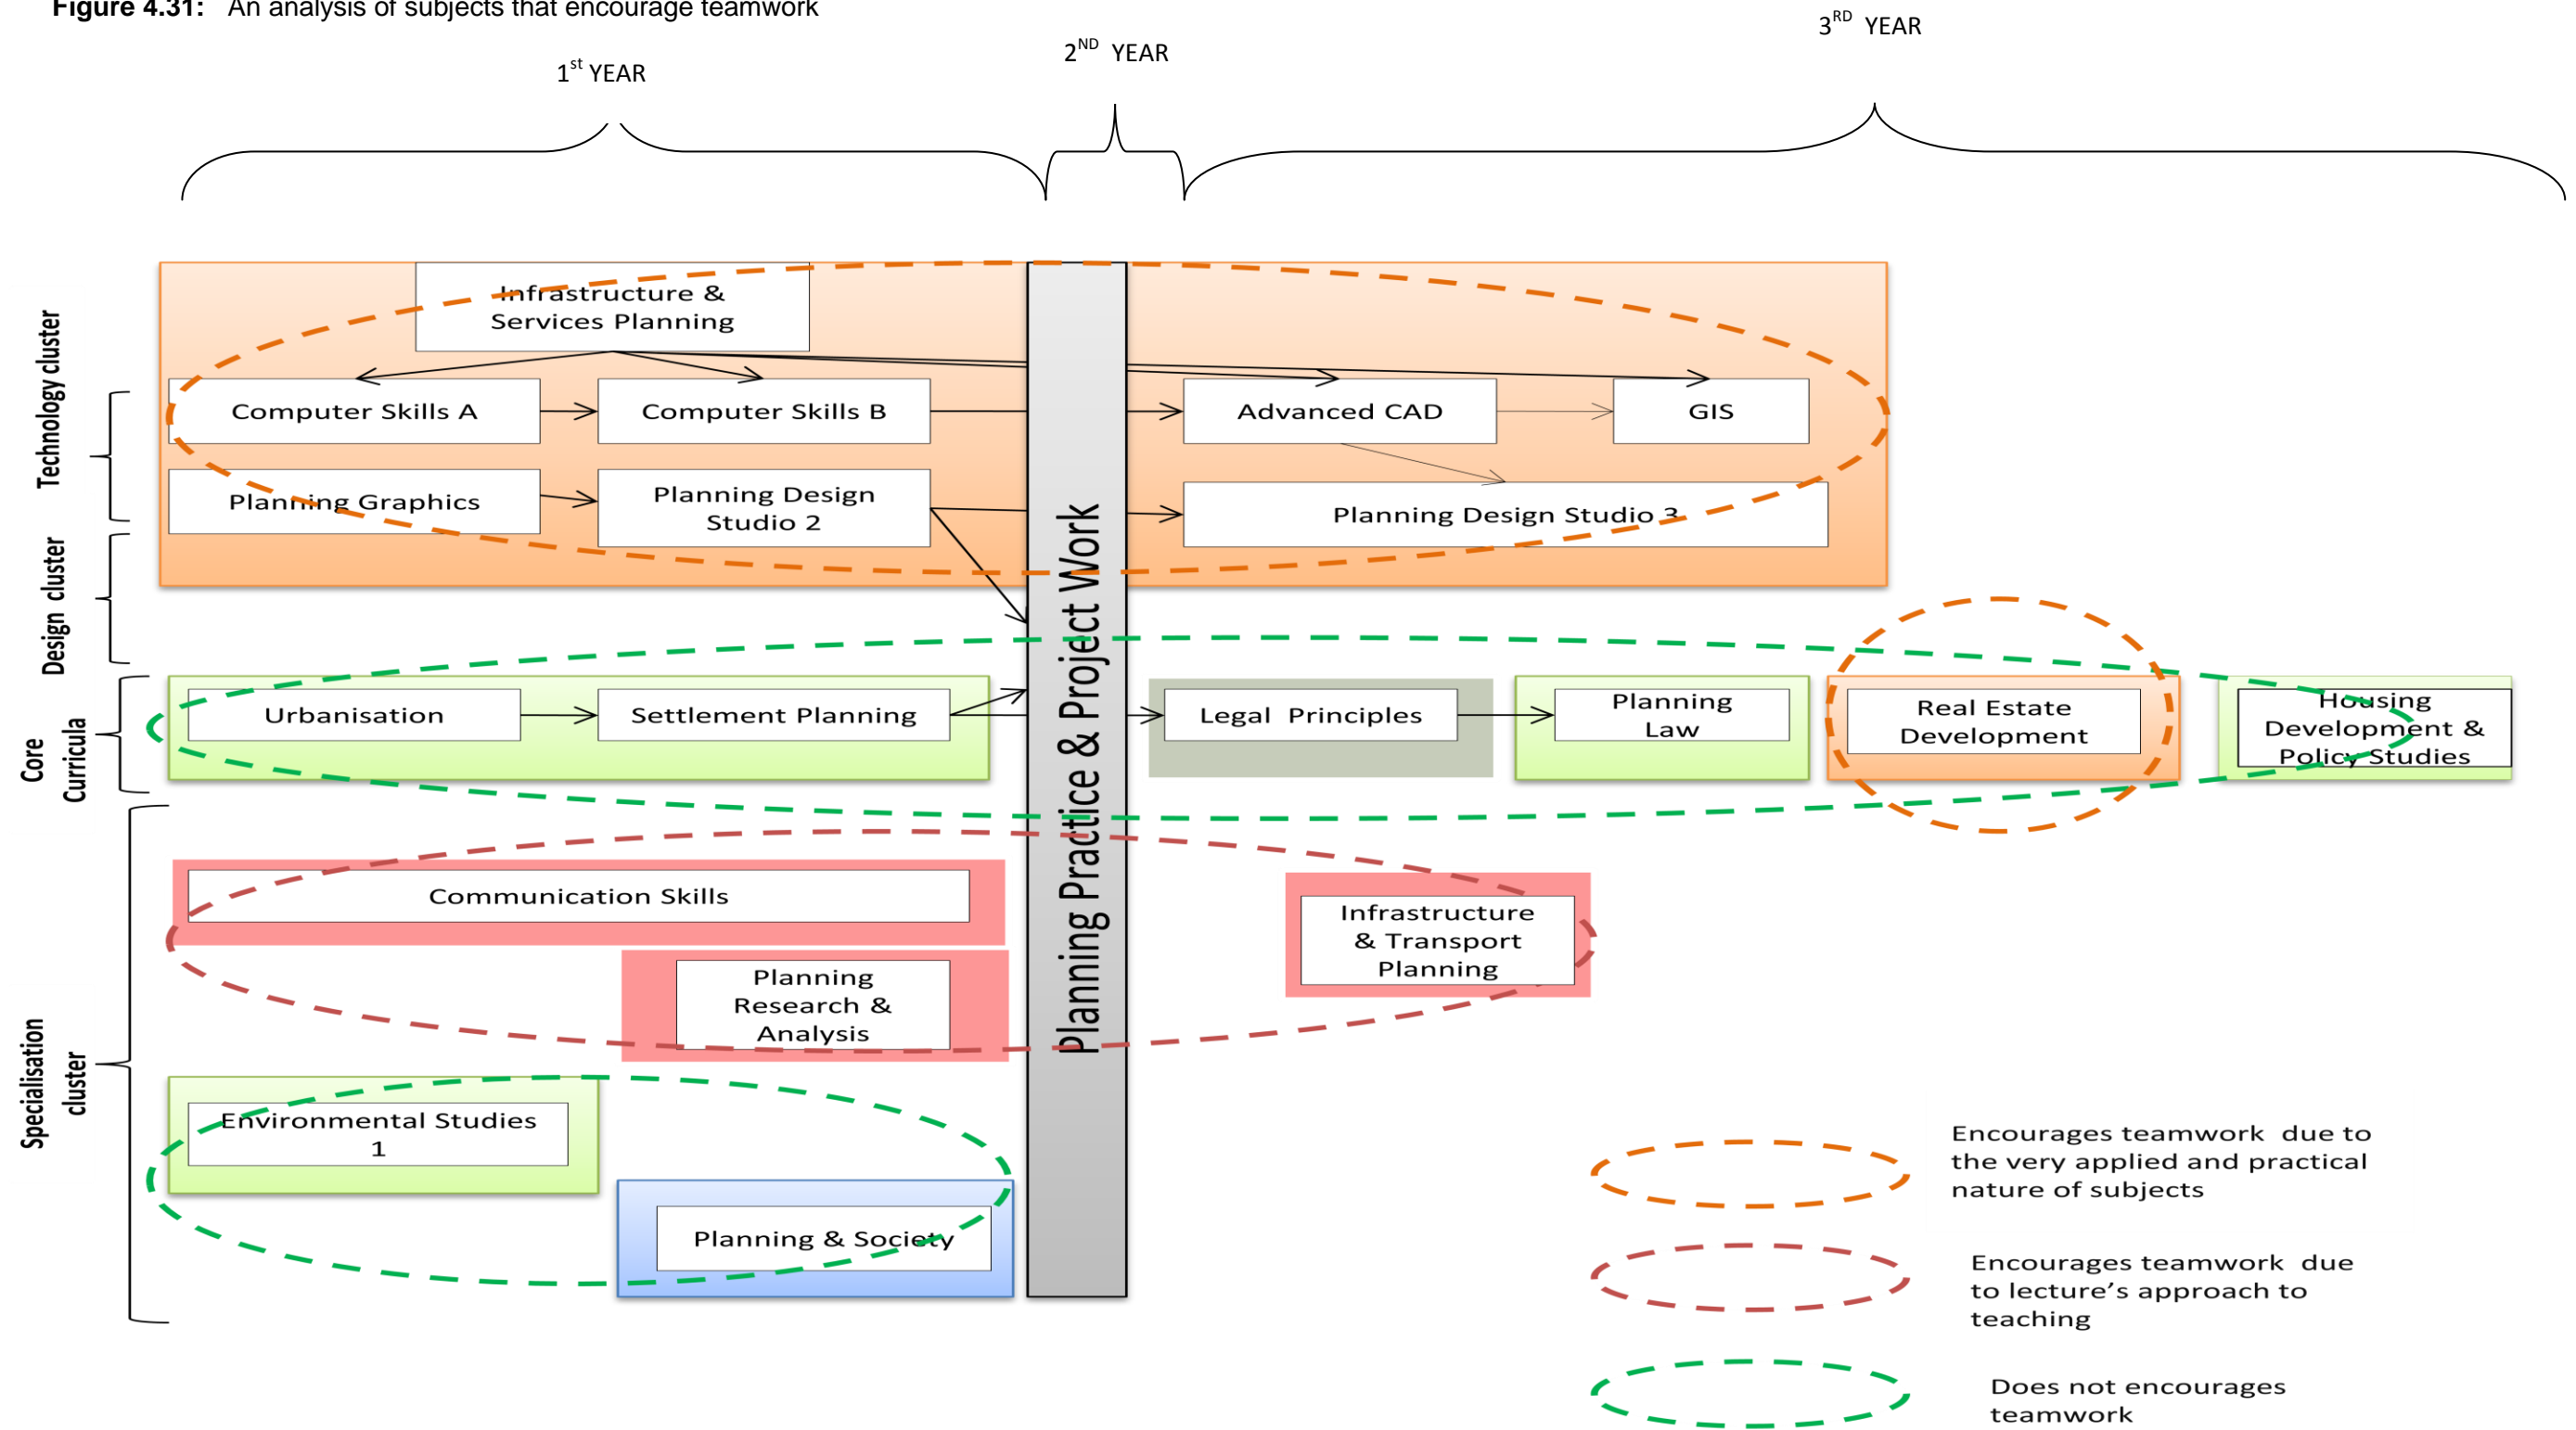 Figure 4.31: An analysis of subjects that encourage teamwork
1st YEAR
2ND YEAR
3RD YEAR
Technology cluster
Design cluster
Core
Curricula
Specialisation
cluster
Infrastructure &
Services Planning
Computer Skills A
Computer Skills B
Advanced CAD
GIS
Planning Graphics
Planning Design
Studio 2
Planning Design Studio 3
Planning Practice & Project Work
Urbanisation
Settlement Planning
Legal Principles
Planning
Law
Real Estate
Development
Housing
Development &
Policy Studies
Communication Skills
Planning
Research &
Analysis
Infrastructure
& Transport
Planning
Environmental Studies
1
Planning & Society
Encourages teamwork due to
the very applied and practical
nature of subjects
Encourages teamwork due
to lecture’s approach to
teaching
Does not encourages
teamwork